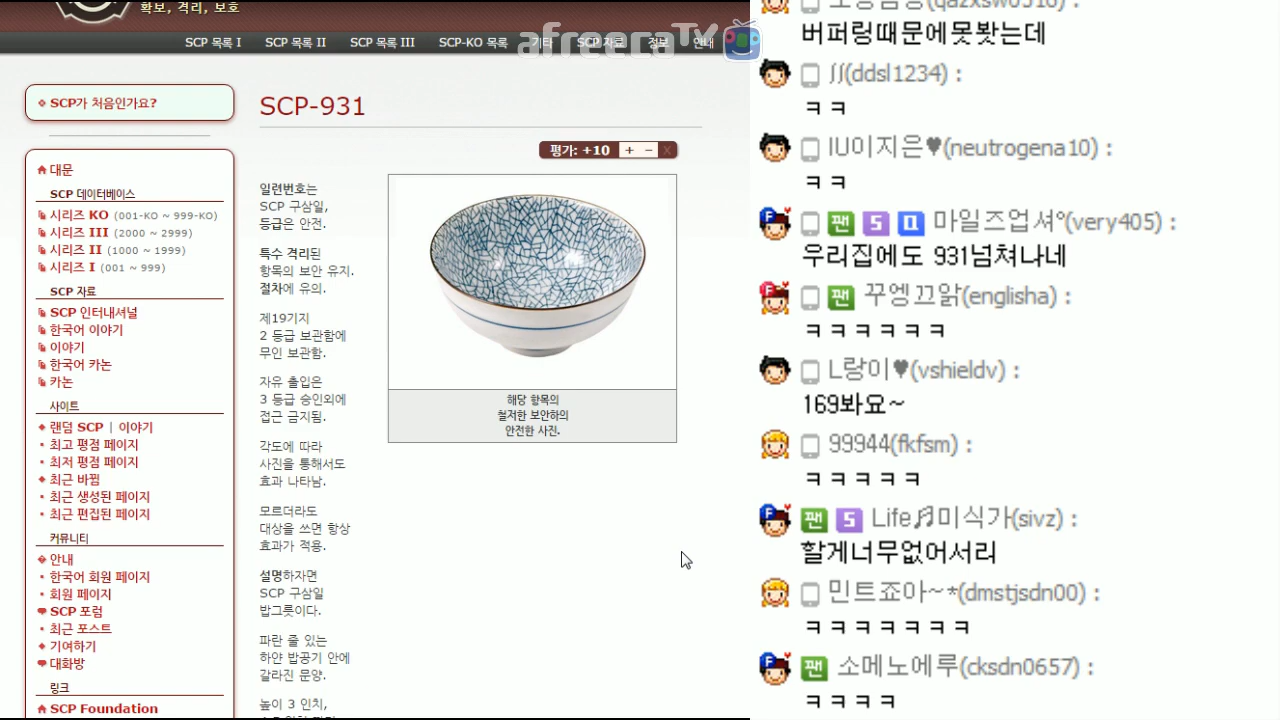 확보, 격리, 보호
SCP 목록 I SCP 목록 II SCP 목록 III SCP-KO 목록 기타 SCP 자료 정보 안내
afreecaTV
SCP가 처음인가요?
대문
SCP 데이터베이스
시리즈 KO (001-KO ~ 999-KO)
시리즈 III (2000 ~ 2999)
시리즈 II (1000 ~ 1999)
시리즈 I (001 ~ 999)
SCP 자료
SCP 인터내셔널
한국어 이야기
이야기
한국어 카논
카논
사이트
랜덤 SCP | 이야기
최고 평점 페이지
최저 평점 페이지
최근 바뀜
최근 생성된 페이지
최근 편집된 페이지
커뮤니티
안내
한국어 회원 페이지
회원 페이지
SCP 포럼
최근 포스트
기여하기
대화방
링크
SCP Foundation
SCP-931
평가: +10 + − X
일련번호는
SCP 구삼일,
등급은 안전.
특수 격리된
항목의 보안 유지.
절차에 유의.
제19기지
2 등급 보관함에
무인 보관함.
자유 출입은
3 등급 승인외에
접근 금지됨.
각도에 따라
사진을 통해서도
효과 나타남.
모르더라도
대상을 쓰면 항상
효과가 적용.
설명하자면
SCP 구삼일
밥그릇이다.
파란 줄 있는
하얀 밥공기 안에
갈라진 문양.
높이 3 인치,
해당 항목의
철저한 보안하의
안전한 사진.
버퍼링때문에못봣는데
∫∫(ddsl1234) :
ㅋㅋ
IU이지은♥(neutrogena10) :
ㅋㅋ
팬 S Q 마일즈업셔°(very405) :
우리집에도 931넘쳐나네
팬 꾸엥끄앍(englisha) :
ㅋㅋㅋㅋㅋㅋ
L랑이♥(vshieldv) :
169봐요~
99944(fkfsm) :
ㅋㅋㅋㅋㅋ
팬 S Life♬미식가(sivz) :
할게너무없어서리
민트죠아~*(dmstjsdn00) :
ㅋㅋㅋㅋㅋㅋㅋ
팬 소메노에루(cksdn0657) :
ㅋㅋㅋㅋ